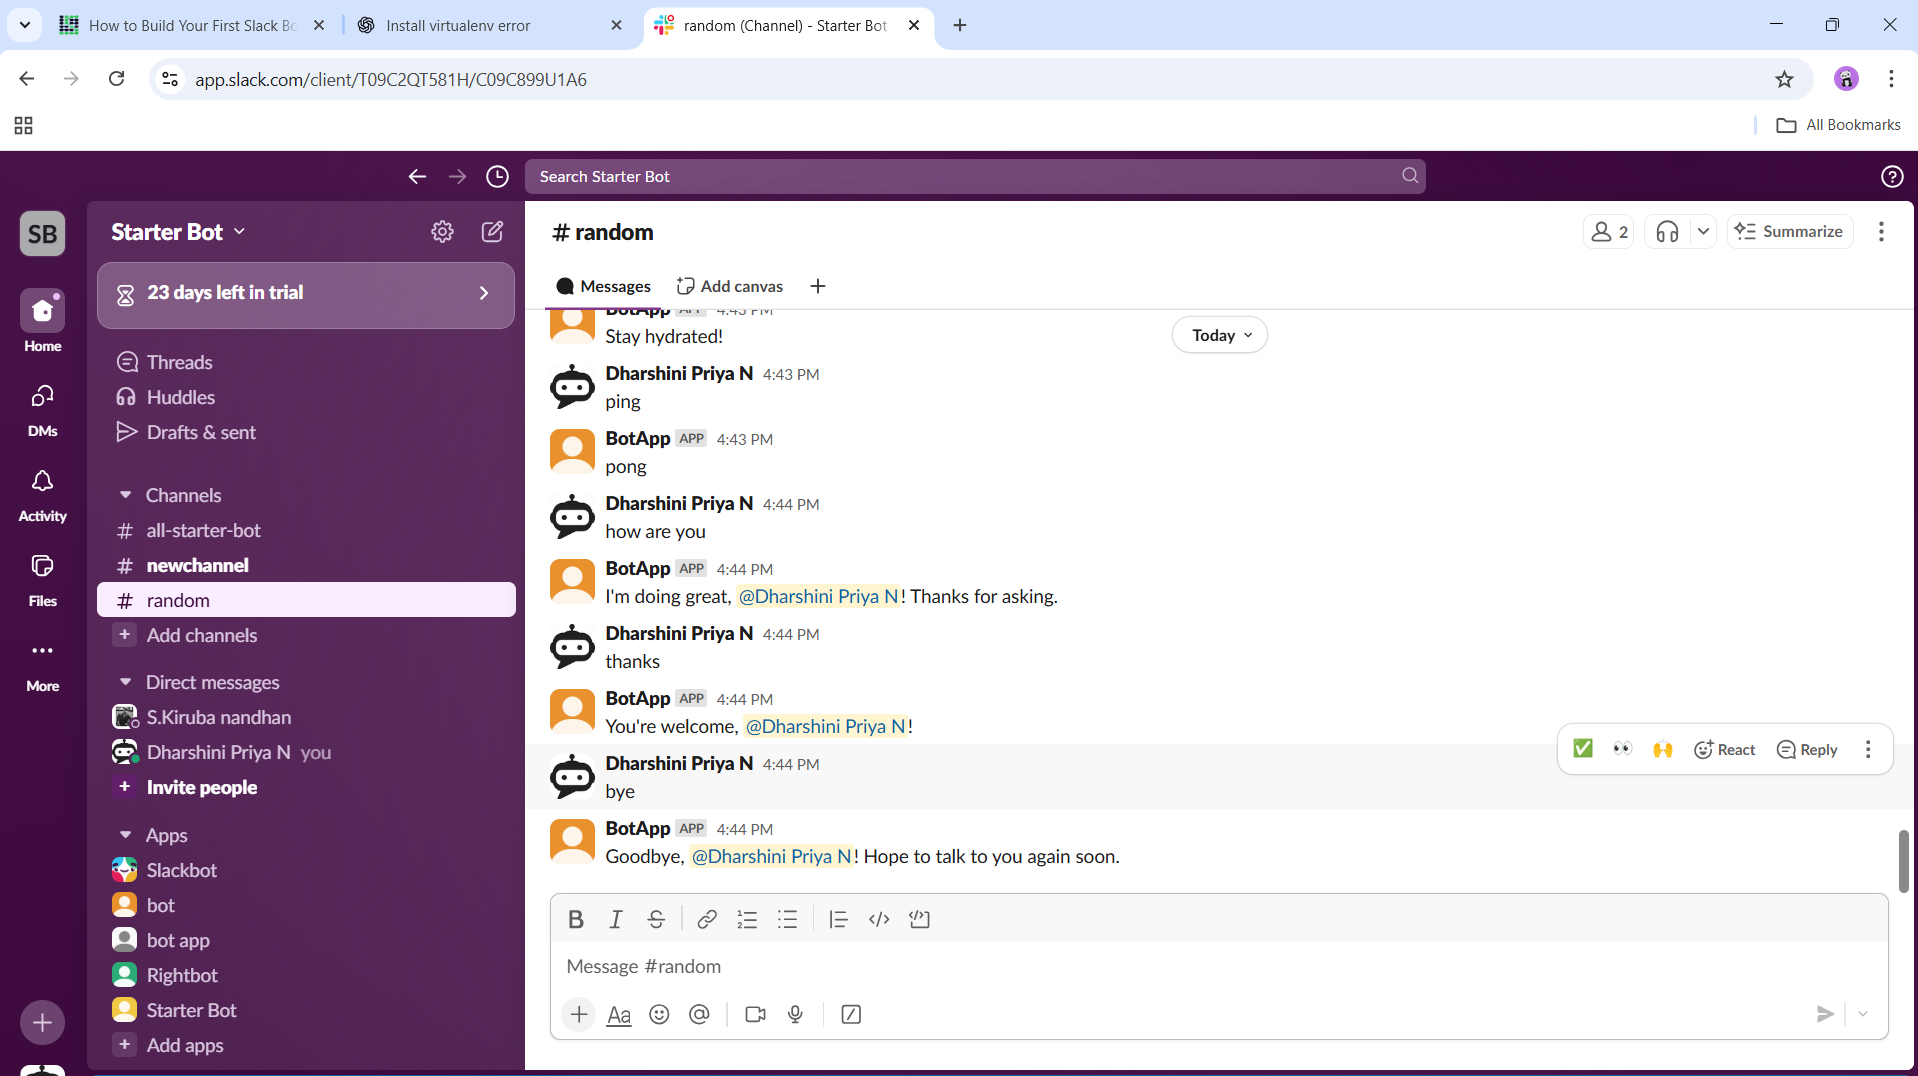 How to Build Your First Slack Bo
Install virtualenv error
random (Channel) - Starter Bot
app.slack.com/client/T09C2QT581H/C09C899U1A6
All Bookmarks
Search Starter Bot
SB
Home
DMs
Activity
Files
More
Starter Bot
23 days left in trial
Threads
Huddles
Drafts & sent
Channels
# all-starter-bot
# newchannel
# random
+ Add channels
Direct messages
S.Kiruba nandhan
Dharshini Priya N you
+ Invite people
Apps
Slackbot
bot
bot app
Rightbot
Starter Bot
+ Add apps
# random
2
Summarize
Messages
Add canvas
Today
BotApp APP 4:43 PM
Stay hydrated!
Dharshini Priya N 4:43 PM
ping
BotApp APP 4:43 PM
pong
Dharshini Priya N 4:44 PM
how are you
BotApp APP 4:44 PM
I'm doing great, @Dharshini Priya N! Thanks for asking.
Dharshini Priya N 4:44 PM
thanks
BotApp APP 4:44 PM
You're welcome, @Dharshini Priya N!
React
Reply
Dharshini Priya N 4:44 PM
bye
BotApp APP 4:44 PM
Goodbye, @Dharshini Priya N! Hope to talk to you again soon.
B I S
Message #random
Aa